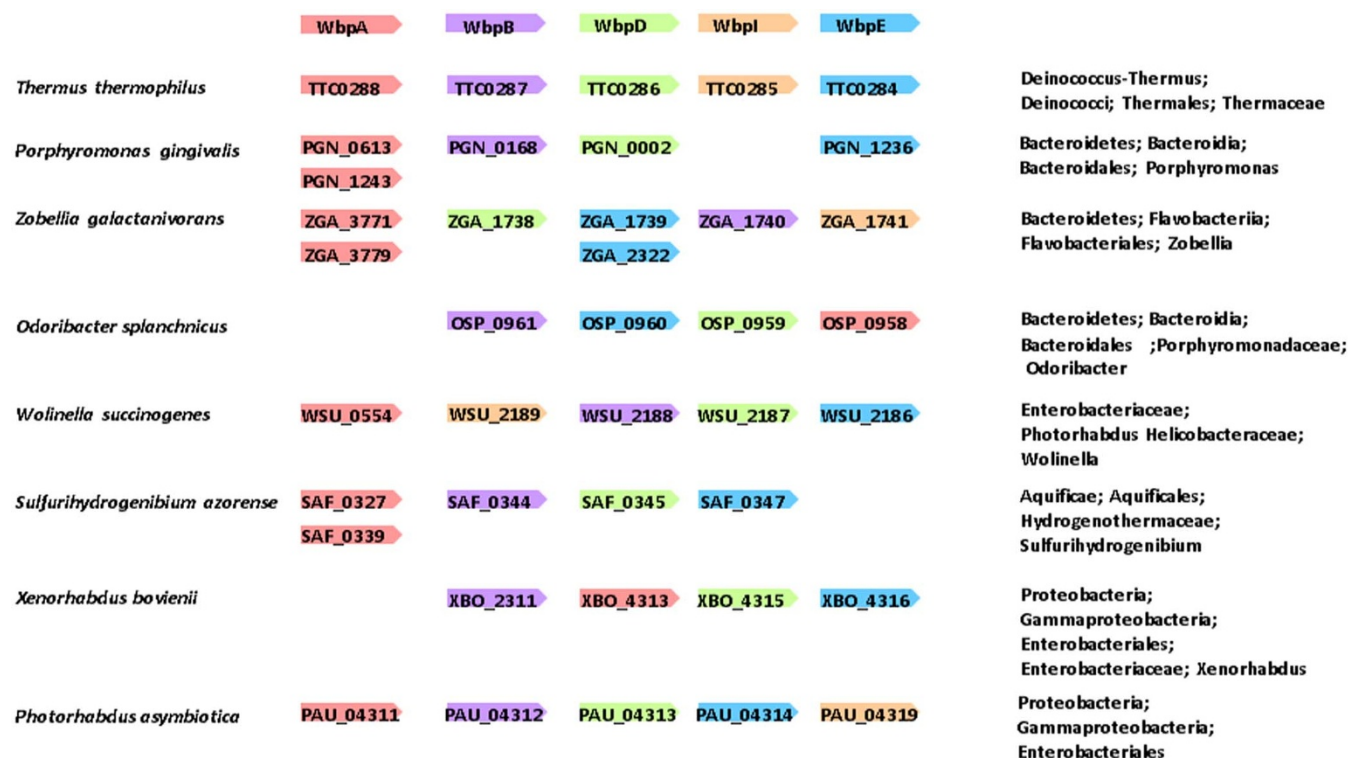 WbpA WbpB WbpD WbpI WbpE
Thermus thermophilus TTC0288 TTC0287 TTC0286 TTC0285 TTC0284 Deinococcus-Thermus;
Deinococci; Thermales; Thermaceae
Porphyromonas gingivalis PGN_0613 PGN_0168 PGN_0002 PGN_1236 Bacteroidetes; Bacteroidia;
Bacteroidales; Porphyromonas
PGN_1243
Zobellia galactanivorans ZGA_3771 ZGA_1738 ZGA_1739 ZGA_1740 ZGA_1741 Bacteroidetes; Flavobacteriia;
Flavobacteriales; Zobellia
ZGA_3779 ZGA_2322
Odoribacter splanchnicus OSP_0961 OSP_0960 OSP_0959 OSP_0958 Bacteroidetes; Bacteroidia;
Bacteroidales ;Porphyromonadaceae;
Odoribacter
Wolinella succinogenes WSU_0554 WSU_2189 WSU_2188 WSU_2187 WSU_2186 Enterobacteriaceae;
Photorhabdus Helicobacteraceae;
Wolinella
Sulfurihydrogenibium azorense SAF_0327 SAF_0344 SAF_0345 SAF_0347 Aquificae; Aquificales;
Hydrogenothermaceae;
SAF_0339 Sulfurihydrogenibium
Xenorhabdus bovienii XBO_2311 XBO_4313 XBO_4315 XBO_4316 Proteobacteria;
Gammaproteobacteria;
Enterobacteriales;
Enterobacteriaceae; Xenorhabdus
Photorhabdus asymbiotica PAU_04311 PAU_04312 PAU_04313 PAU_04314 PAU_04319 Proteobacteria;
Gammaproteobacteria;
Enterobacteriales